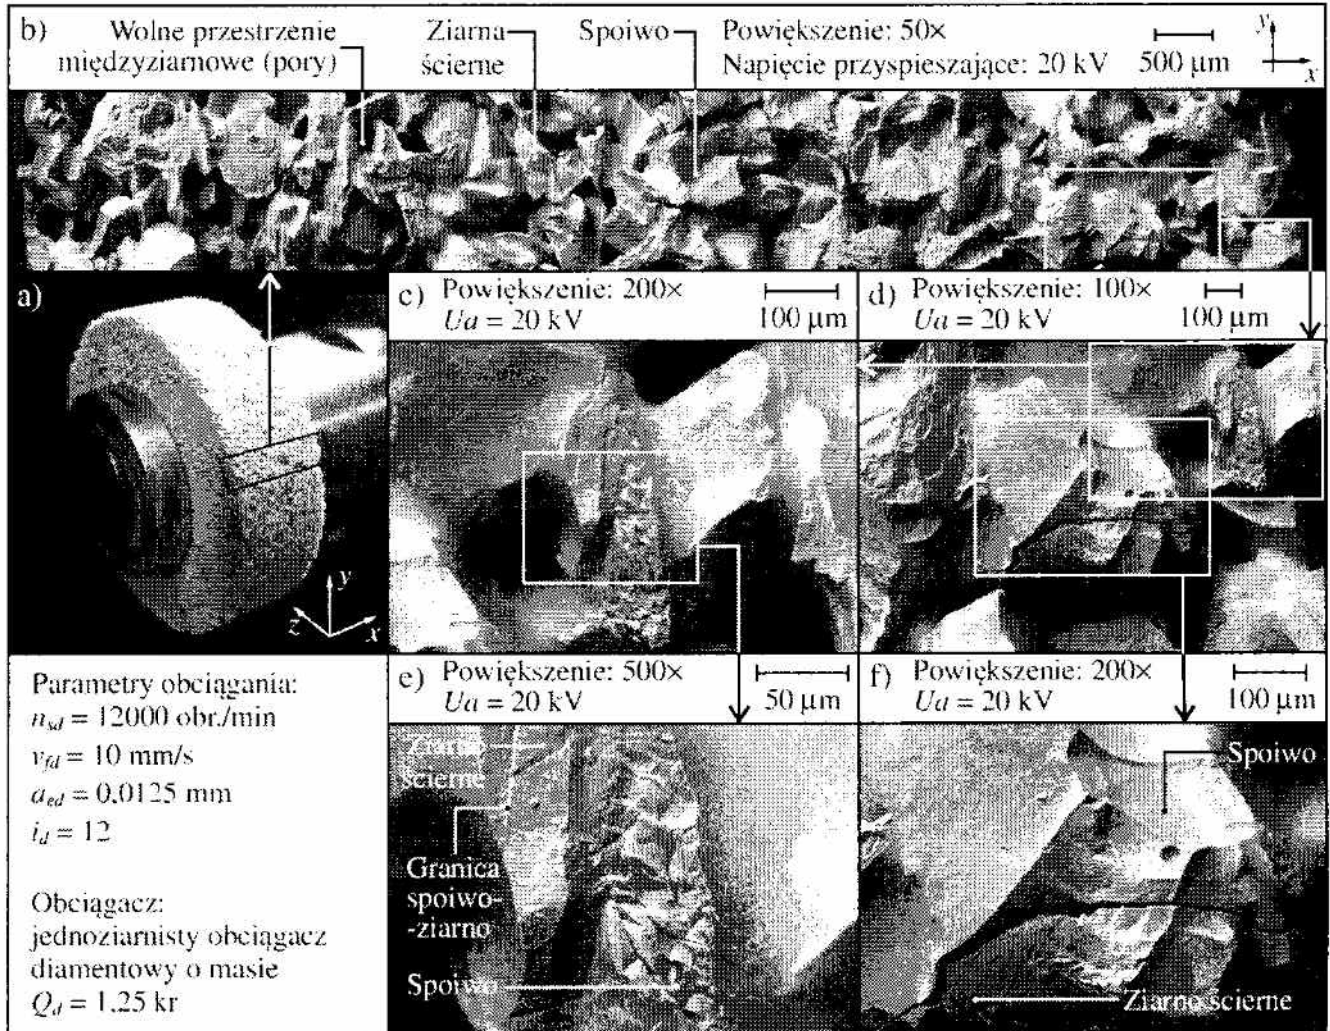 b) Wolne przestrzenie
międzyziarnowe (pory)
Ziarna
ścierne
Spoiwo
Powiększenie: 50×
Napięcie przyspieszające: 20 kV
500 µm
y
x
a)
y
z
x
c) Powiększenie: 200×
Ua = 20 kV
100 µm
d) Powiększenie: 100×
Ua = 20 kV
100 µm
Parametry obciągania:
nsd = 12000 obr./min
vfd = 10 mm/s
aed = 0,0125 mm
id = 12
Obciągacz:
jednoziarnisty obciągacz
diamentowy o masie
Qd = 1,25 kr
e) Powiększenie: 500×
Ua = 20 kV
50 µm
Ziarno
ścierne
Granica
spoiwo-
-ziarno
Spoiwo
f) Powiększenie: 200×
Ua = 20 kV
100 µm
Spoiwo
Ziarno ścierne